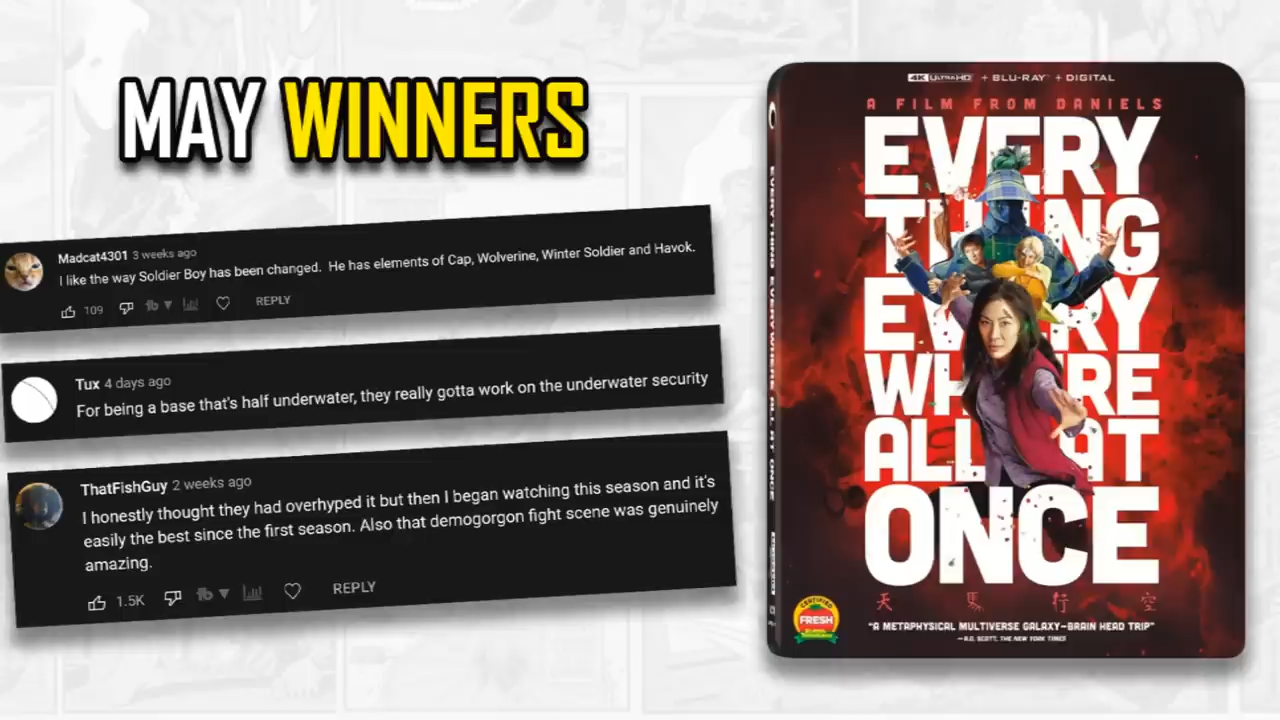 MAY WINNERS
Madcat4301 3 weeks ago
I like the way Soldier Boy has been changed. He has elements of Cap, Wolverine, Winter Soldier and Havok.
109 REPLY
Tux 4 days ago
For being a base that's half underwater, they really gotta work on the underwater security
ThatFishGuy 2 weeks ago
I honestly thought they had overhyped it but then I began watching this season and it's
easily the best since the first season. Also that demogorgon fight scene was genuinely
amazing.
1.5K REPLY
4K ULTRA HD + BLU-RAY + DIGITAL
A FILM FROM DANIELS
EVERY
THING
EVERY
WHERE
ALL AT
ONCE
天 馬 行 空
"A METAPHYSICAL MULTIVERSE GALAXY-BRAIN HEAD TRIP"
—A.O. SCOTT, THE NEW YORK TIMES
CERTIFIED
FRESH
EVERYTHING EVERYWHERE ALL AT ONCE